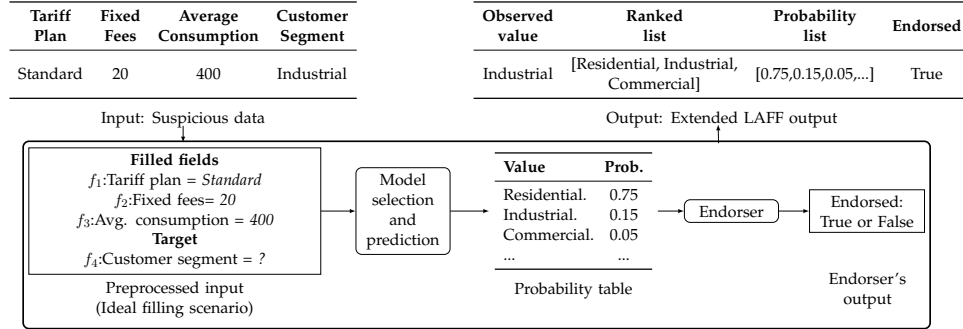 Tariff Plan Fixed Fees Average Consumption Customer Segment
Standard 20 400 Industrial
Input: Suspicious data
Observed value Ranked list Probability list Endorsed
Industrial [Residential, Industrial, Commercial] [0.75,0.15,0.05,...] True
Output: Extended LAFF output
Filled fields
f1:Tariff plan = Standard
f2:Fixed fees= 20
f3:Avg. consumption = 400
Target
f4:Customer segment = ?
Preprocessed input
(Ideal filling scenario)
Model
selection
and
prediction
Value Prob.
Residential. 0.75
Industrial. 0.15
Commercial. 0.05
... ...
Probability table
Endorser
Endorsed:
True or False
Endorser's
output